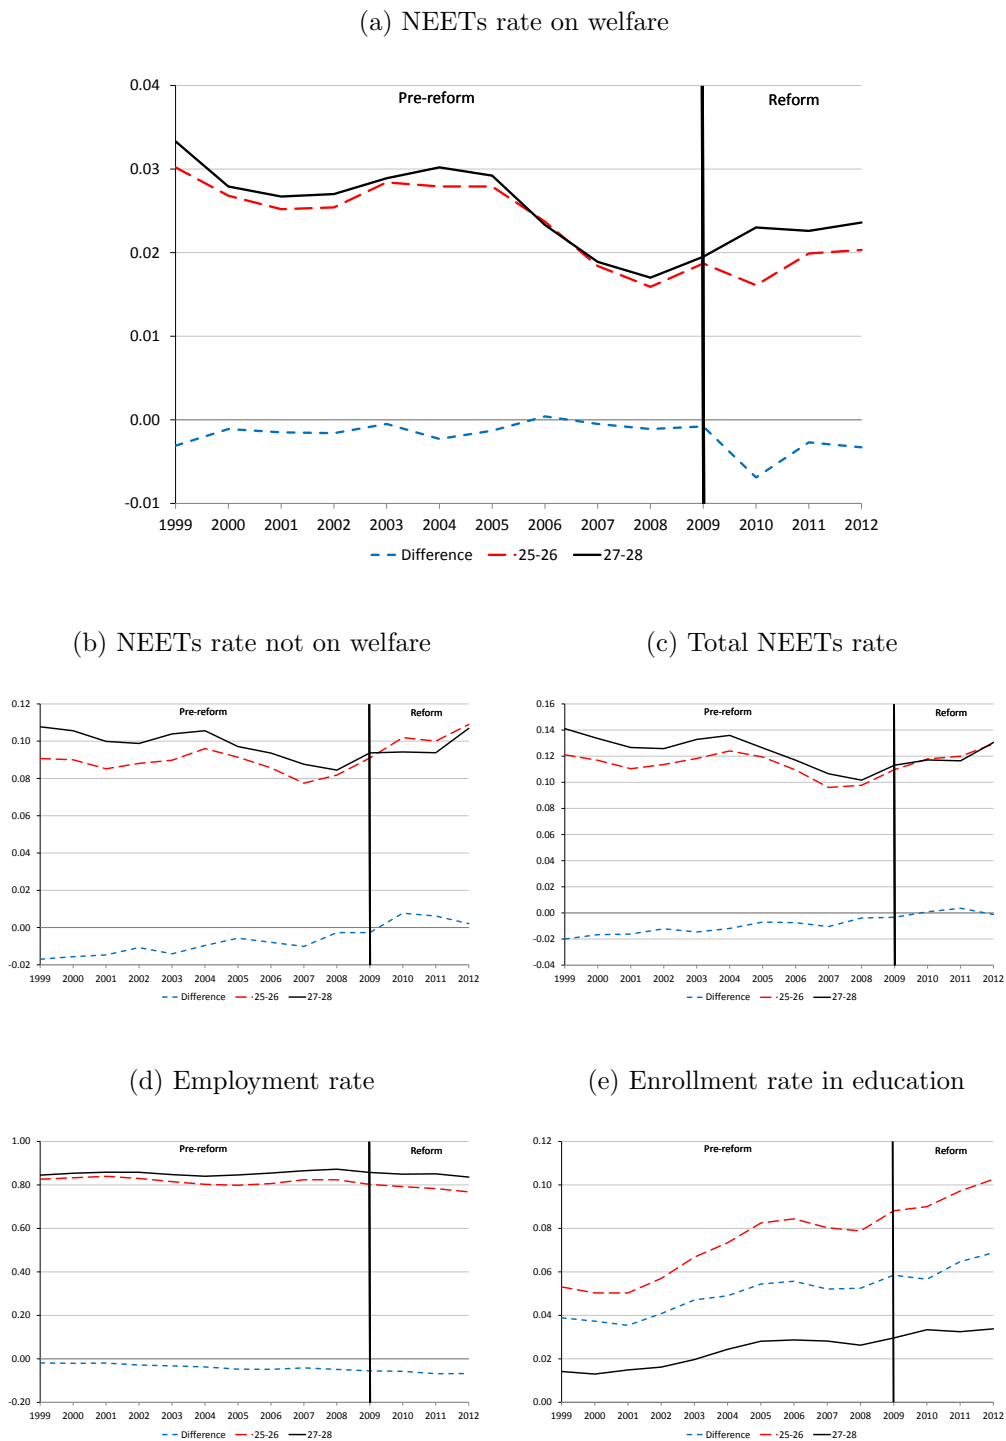 (a) NEETs rate on welfare
Pre-reform
Reform
0.04
0.03
0.02
0.01
0.00
-0.01
1999 2000 2001 2002 2003 2004 2005 2006 2007 2008 2009 2010 2011 2012
Difference 25-26 27-28
(b) NEETs rate not on welfare
Pre-reform
Reform
0.12
0.10
0.08
0.06
0.04
0.02
0.00
-0.02
1999 2000 2001 2002 2003 2004 2005 2006 2007 2008 2009 2010 2011 2012
Difference 25-26 27-28
(c) Total NEETs rate
Pre-reform
Reform
0.16
0.14
0.12
0.10
0.08
0.06
0.04
0.02
0.00
-0.02
-0.04
1999 2000 2001 2002 2003 2004 2005 2006 2007 2008 2009 2010 2011 2012
Difference 25-26 27-28
(d) Employment rate
Pre-reform
Reform
1.00
0.80
0.60
0.40
0.20
0.00
-0.20
1999 2000 2001 2002 2003 2004 2005 2006 2007 2008 2009 2010 2011 2012
Difference 25-26 27-28
(e) Enrollment rate in education
Pre-reform
Reform
0.12
0.10
0.08
0.06
0.04
0.02
0.00
1999 2000 2001 2002 2003 2004 2005 2006 2007 2008 2009 2010 2011 2012
Difference 25-26 27-28